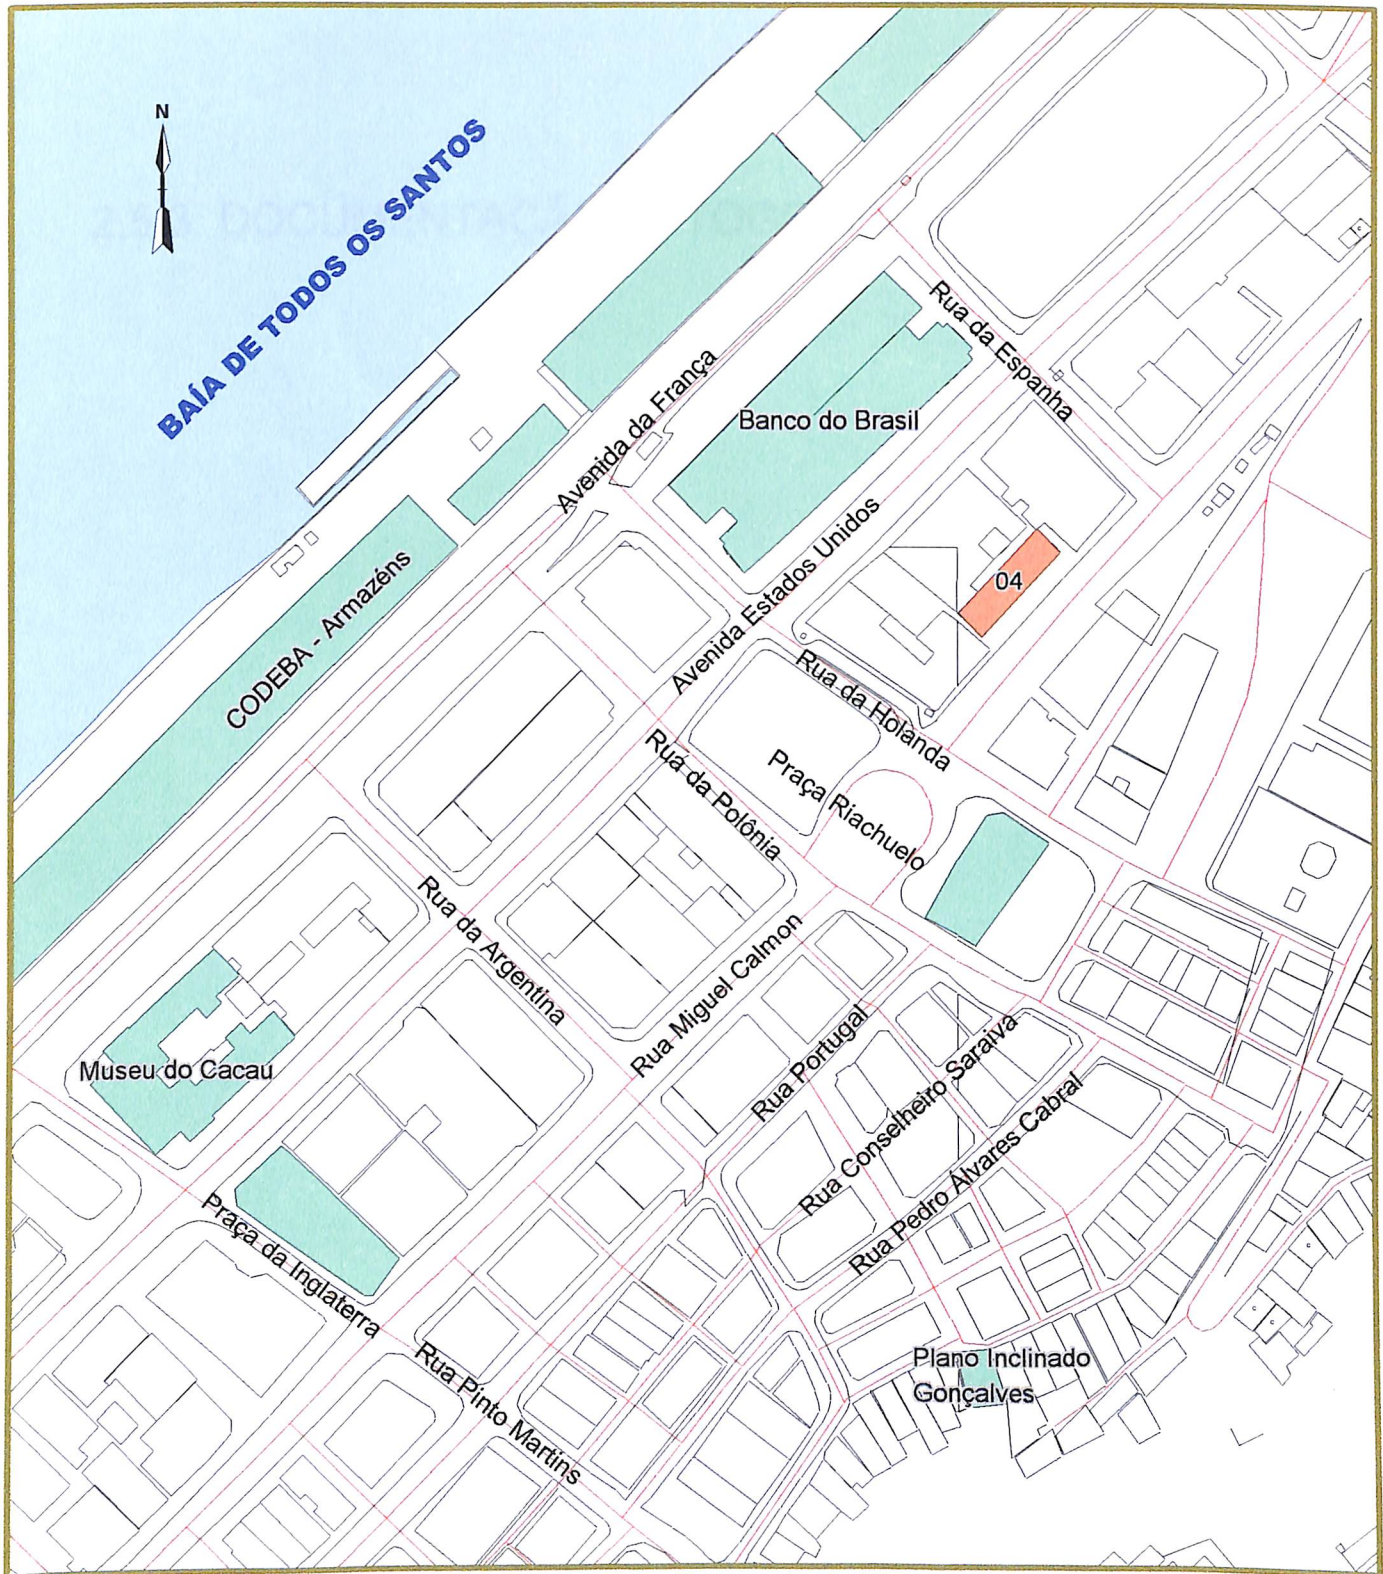 N
BAÍA DE TODOS OS SANTOS
Rua da Espanha
Avenida da França
Banco do Brasil
Avenida Estados Unidos
04
CODEBA - Armazéns
Rua da Holanda
Rua da Polônia
Praça Riachuelo
Rua da Argentina
Rua Miguel Calmon
Rua Portugal
Rua Conselheiro Saraiva
Museu do Cacau
Rua Pedro Álvares Cabral
Praça da Inglaterra
Rua Pinto Martins
Plano Inclinado
Gonçalves